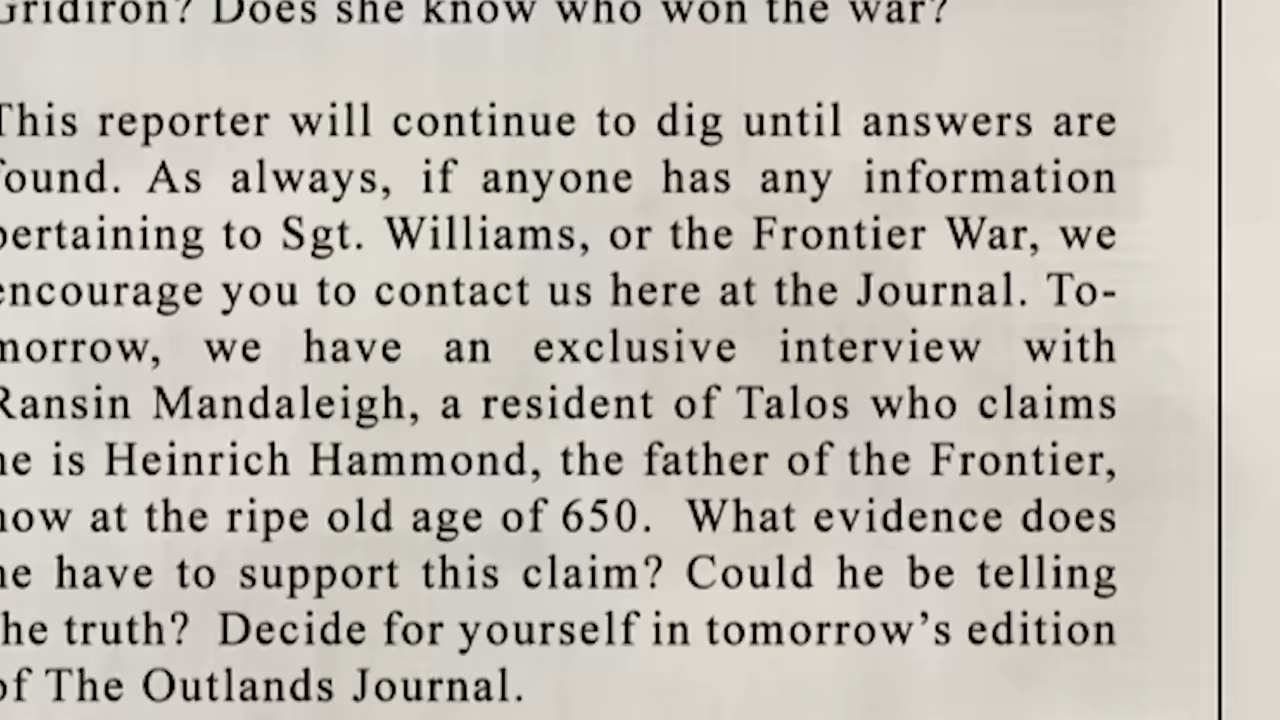 Gridiron? Does she know who won the war?
This reporter will continue to dig until answers are
found. As always, if anyone has any information
pertaining to Sgt. Williams, or the Frontier War, we
encourage you to contact us here at the Journal. To-
morrow, we have an exclusive interview with
Ransin Mandaleigh, a resident of Talos who claims
he is Heinrich Hammond, the father of the Frontier,
now at the ripe old age of 650. What evidence does
he have to support this claim? Could he be telling
the truth? Decide for yourself in tomorrow’s edition
of The Outlands Journal.